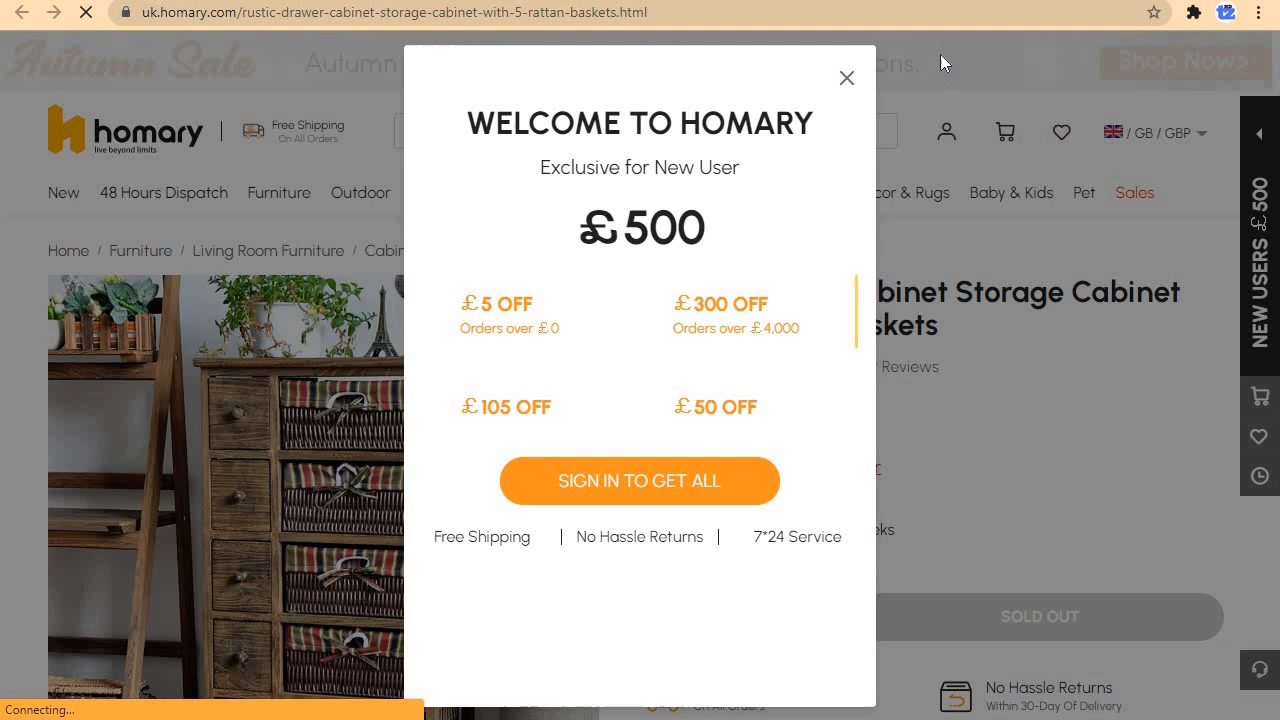 uk.homary.com/rustic-drawer-cabinet-storage-cabinet-with-5-rattan-baskets.html
Autumn Sale
Autumn
ons.
Shop Now>
homary
live beyond limits
Free Shipping
On All Orders
/ GB / GBP
New
48 Hours Dispatch
Furniture
Outdoor
cor & Rugs
Baby & Kids
Pet
Sales
Home / Furniture / Living Room Furniture / Cabin
binet Storage Cabinet
skets
Reviews
eks
SOLD OUT
No Hassle Returns
Within 30-Day Of Delivery
On All Orders
NEW USERS £500
WELCOME TO HOMARY
Exclusive for New User
£500
£5 OFF
Orders over £0
£300 OFF
Orders over £4,000
£105 OFF
£50 OFF
SIGN IN TO GET ALL
Free Shipping
No Hassle Returns
7*24 Service
Connecting...